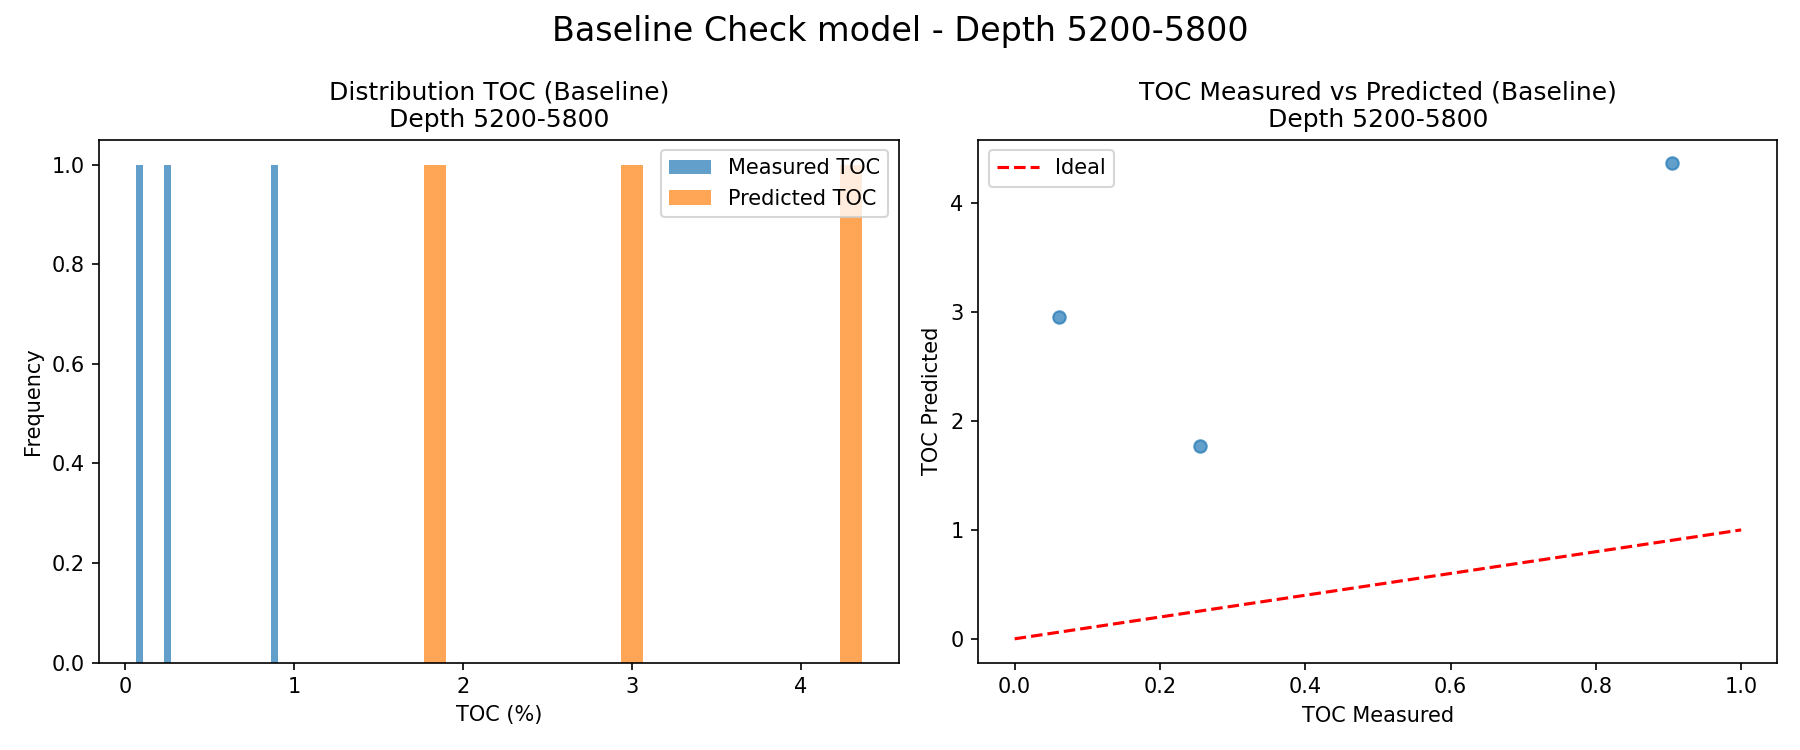 Baseline Check model - Depth 5200-5800
Distribution TOC (Baseline)
Depth 5200-5800
Measured TOC
Predicted TOC
Frequency
1.0
0.8
0.6
0.4
0.2
0.0
0 1 2 3 4
TOC (%)
TOC Measured vs Predicted (Baseline)
Depth 5200-5800
Ideal
TOC Predicted
4
3
2
1
0
0.0 0.2 0.4 0.6 0.8 1.0
TOC Measured